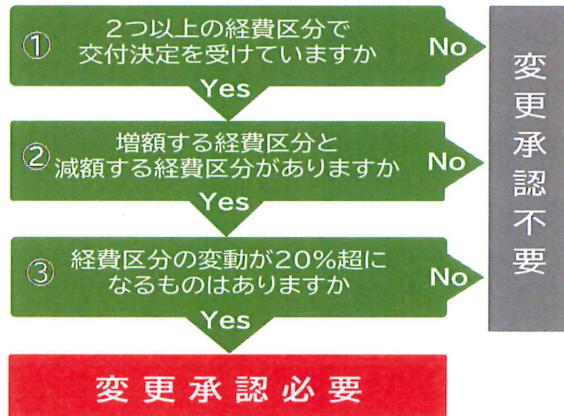 ① 2つ以上の経費区分で
交付決定を受けていますか
No
Yes
② 増額する経費区分と
減額する経費区分がありますか
No
Yes
③ 経費区分の変動が20%超に
なるものはありますか
No
Yes
変更承認必要
変更承認不要